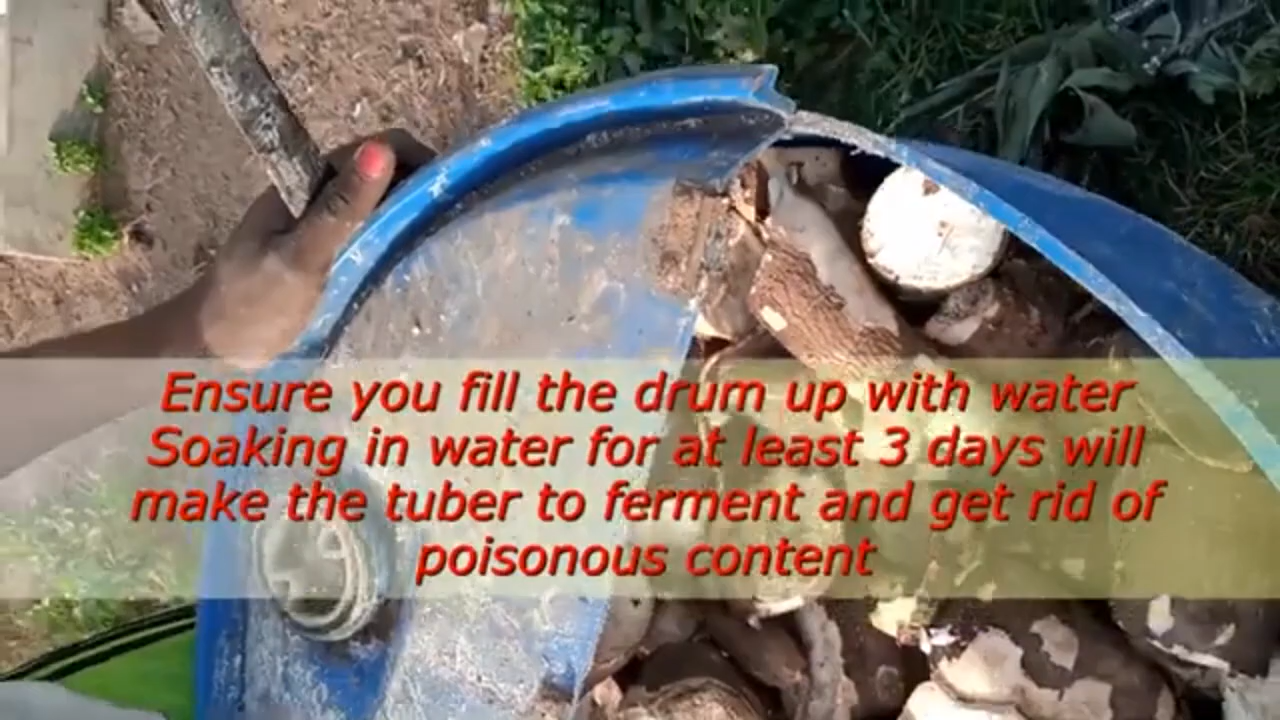 Ensure you fill the drum up with water
Soaking in water for at least 3 days will
make the tuber to ferment and get rid of
poisonous content